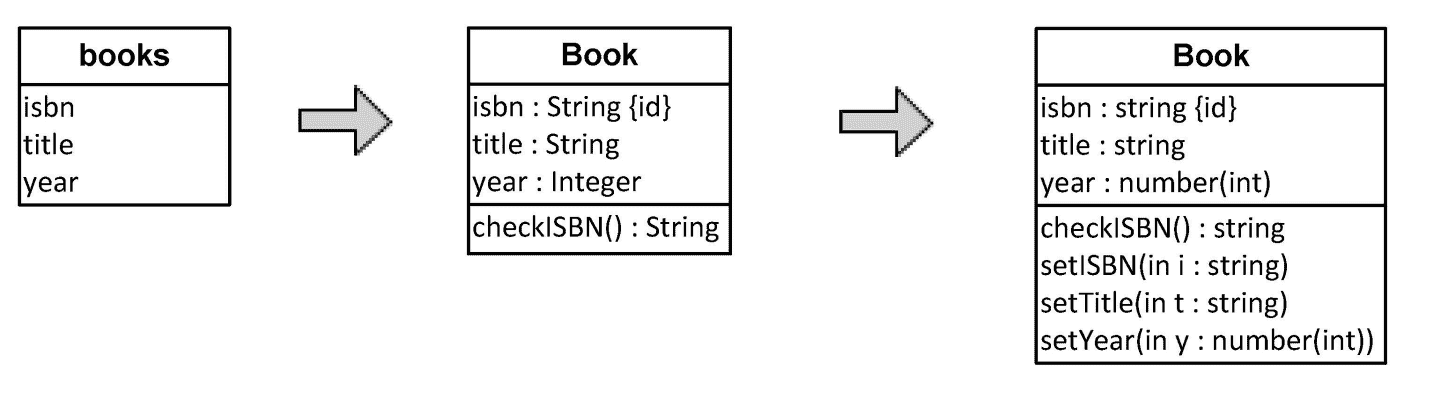 books
isbn
title
year
Book
isbn : String {id}
title : String
year : Integer
checkISBN() : String
Book
isbn : string {id}
title : string
year : number(int)
checkISBN() : string
setISBN(in i : string)
setTitle(in t : string)
setYear(in y : number(int))